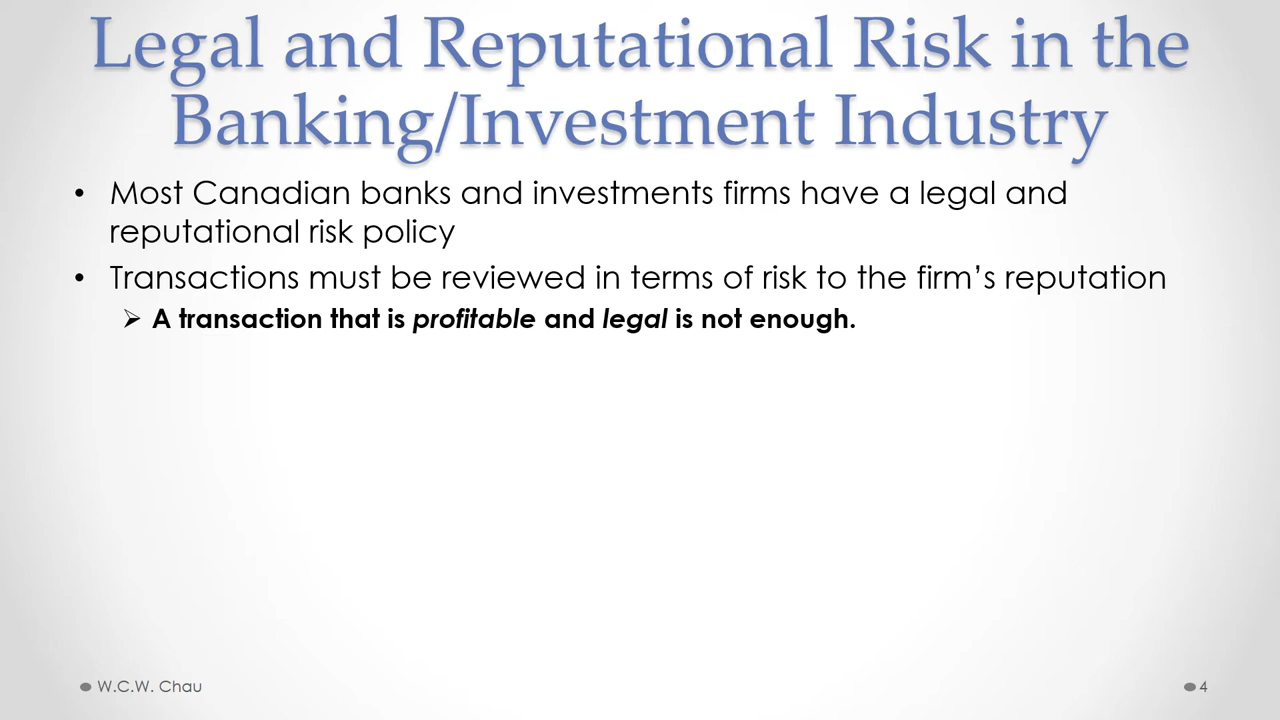 Legal and Reputational Risk in the
Banking/Investment Industry
• Most Canadian banks and investments firms have a legal and
reputational risk policy
• Transactions must be reviewed in terms of risk to the firm’s reputation
➢ A transaction that is profitable and legal is not enough.
W.C.W. Chau
4